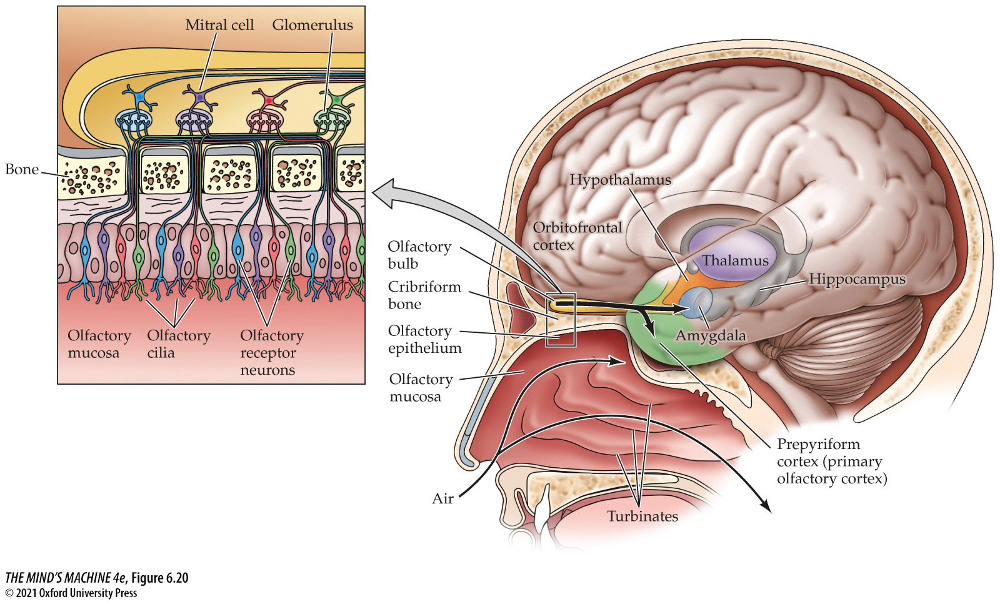 Mitral cell
Glomerulus
Bone
Olfactory
mucosa
Olfactory
cilia
Olfactory
receptor
neurons
Hypothalamus
Orbitofrontal
cortex
Thalamus
Hippocampus
Olfactory
bulb
Cribriform
bone
Olfactory
epithelium
Amygdala
Olfactory
mucosa
Prepyriform
cortex (primary
olfactory cortex)
Air
Turbinates
THE MIND'S MACHINE 4e, Figure 6.20
© 2021 Oxford University Press